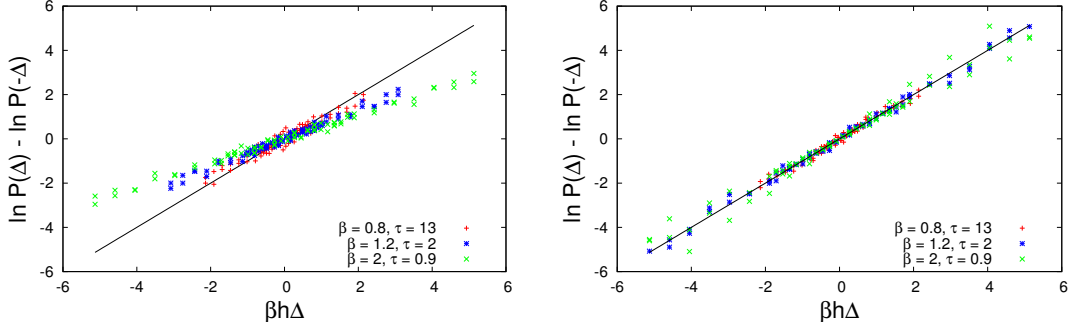 6
4
2
0
-2
-4
-6
-6 -4 -2 0 2 4 6
ln P(Δ) - ln P(-Δ)
βhΔ
β = 0.8, τ = 13
β = 1.2, τ = 2
β = 2, τ = 0.9
6
4
2
0
-2
-4
-6
-6 -4 -2 0 2 4 6
ln P(Δ) - ln P(-Δ)
βhΔ
β = 0.8, τ = 13
β = 1.2, τ = 2
β = 2, τ = 0.9